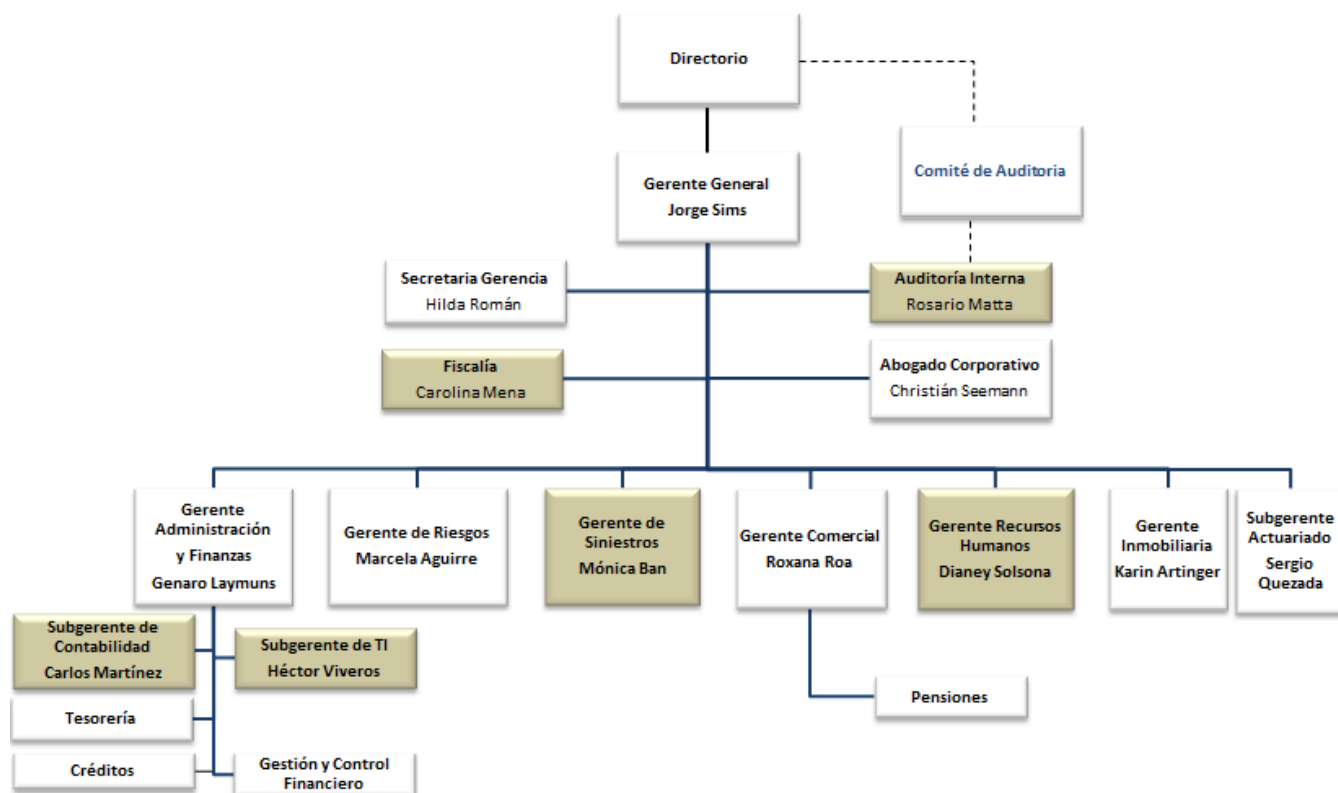 Directorio
Comité de Auditoria
Gerente General
Jorge Sims
Secretaria Gerencia
Hilda Román
Auditoría Interna
Rosario Matta
Fiscalía
Carolina Mena
Abogado Corporativo
Christián Seemann
Gerente
Administración
y Finanzas
Genaro Laymuns
Gerente de Riesgos
Marcela Aguirre
Gerente de
Siniestros
Mónica Ban
Gerente Comercial
Roxana Roa
Gerente Recursos
Humanos
Dianey Solsona
Gerente
Inmobiliaria
Karin Artinger
Subgerente
Actuariado
Sergio
Quezada
Subgerente de
Contabilidad
Carlos Martínez
Subgerente de TI
Héctor Viveros
Tesorería
Pensiones
Créditos
Gestión y Control
Financiero